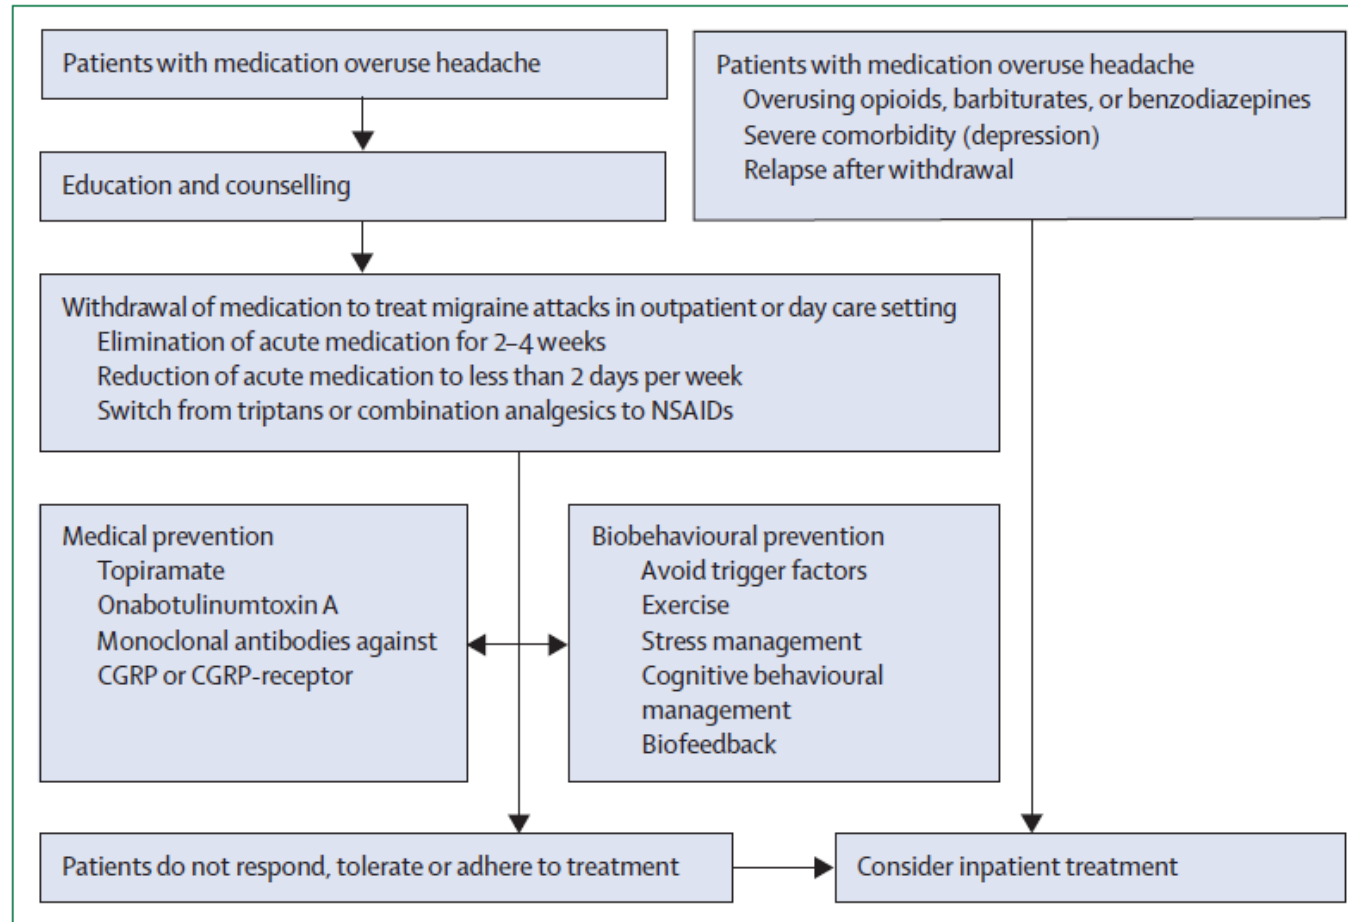 Patients with medication overuse headache
Patients with medication overuse headache
Overusing opioids, barbiturates, or benzodiazepines
Severe comorbidity (depression)
Relapse after withdrawal
Education and counselling
Withdrawal of medication to treat migraine attacks in outpatient or day care setting
Elimination of acute medication for 2–4 weeks
Reduction of acute medication to less than 2 days per week
Switch from triptans or combination analgesics to NSAIDs
Medical prevention
Topiramate
Onabotulinumtoxin A
Monoclonal antibodies against
CGRP or CGRP-receptor
Biobehavioural prevention
Avoid trigger factors
Exercise
Stress management
Cognitive behavioural
management
Biofeedback
Patients do not respond, tolerate or adhere to treatment
Consider inpatient treatment